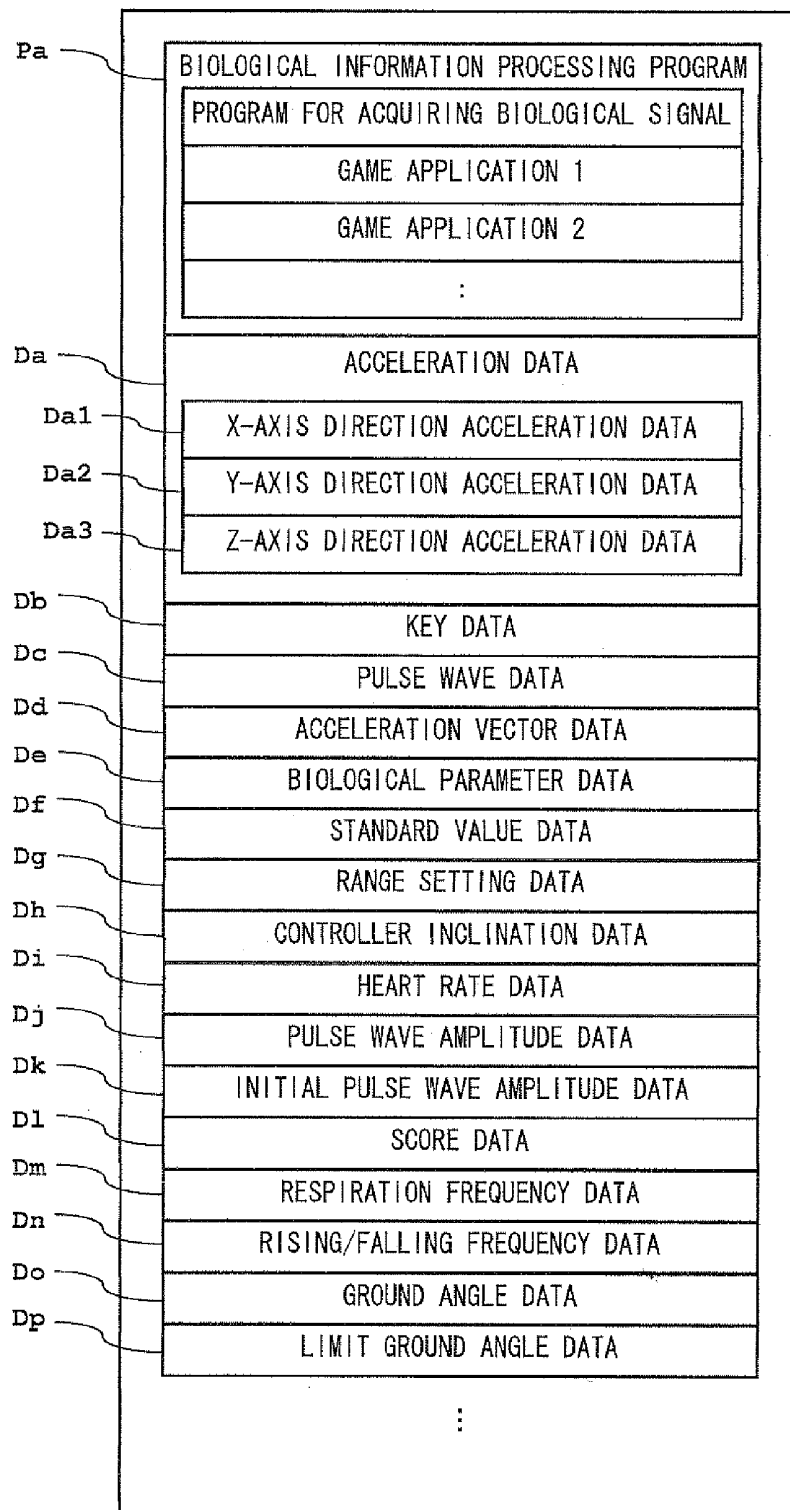 Pa BIOLOGICAL INFORMATION PROCESSING PROGRAM
PROGRAM FOR ACQUIRING BIOLOGICAL SIGNAL
GAME APPLICATION 1
GAME APPLICATION 2
:
Da ACCELERATION DATA
Da1 X-AXIS DIRECTION ACCELERATION DATA
Da2 Y-AXIS DIRECTION ACCELERATION DATA
Da3 Z-AXIS DIRECTION ACCELERATION DATA
Db KEY DATA
Dc PULSE WAVE DATA
Dd ACCELERATION VECTOR DATA
De BIOLOGICAL PARAMETER DATA
Df STANDARD VALUE DATA
Dg RANGE SETTING DATA
Dh CONTROLLER INCLINATION DATA
Di HEART RATE DATA
Dj PULSE WAVE AMPLITUDE DATA
Dk INITIAL PULSE WAVE AMPLITUDE DATA
Dl SCORE DATA
Dm RESPIRATION FREQUENCY DATA
Dn RISING/FALLING FREQUENCY DATA
Do GROUND ANGLE DATA
Dp LIMIT GROUND ANGLE DATA
⋮